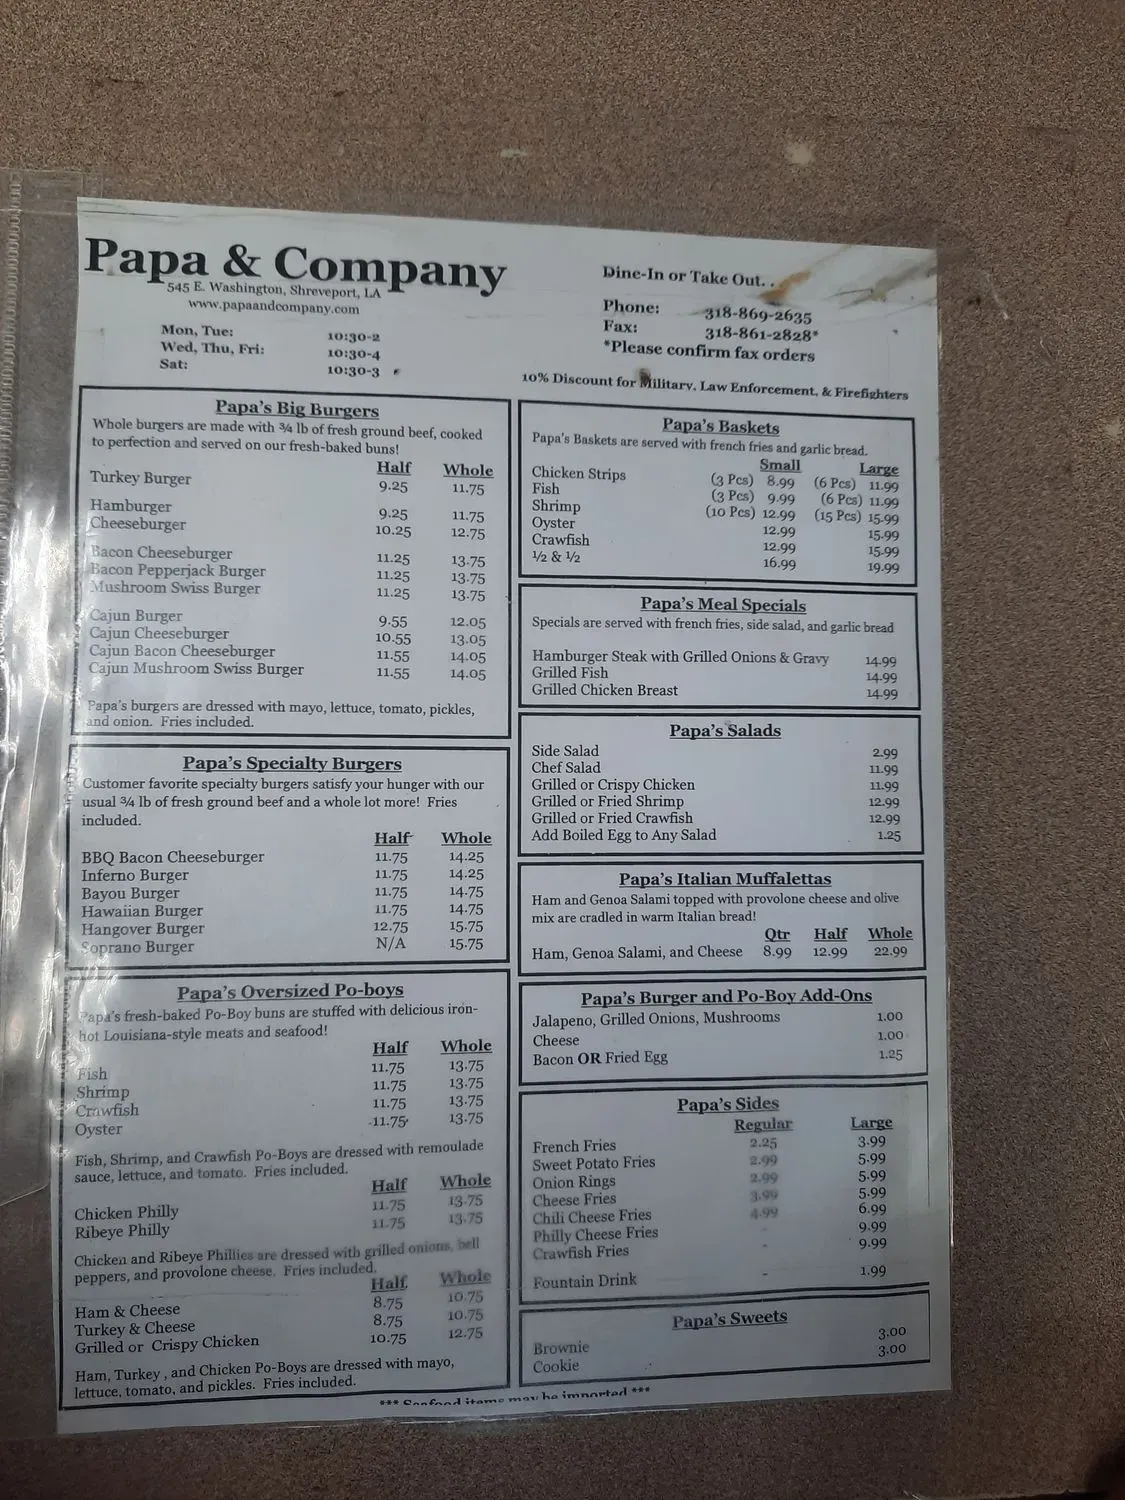 Papa & Company
545 E. Washington, Shreveport, LA
www.papaandcompany.com
Mon, Tue: 10:30-2
Wed, Thu, Fri: 10:30-4
Sat: 10:30-3
Dine-In or Take Out. . .
Phone: 318-869-2635
Fax: 318-861-2828*
*Please confirm fax orders
10% Discount for Military, Law Enforcement, & Firefighters
Papa's Big Burgers
Whole burgers are made with ¾ lb of fresh ground beef, cooked
to perfection and served on our fresh-baked buns!
Half Whole
Turkey Burger 9.25 11.75
Hamburger 9.25 11.75
Cheeseburger 10.25 12.75
Bacon Cheeseburger 11.25 13.75
Bacon Pepperjack Burger 11.25 13.75
Mushroom Swiss Burger 11.25 13.75
Cajun Burger 9.55 12.05
Cajun Cheeseburger 10.55 13.05
Cajun Bacon Cheeseburger 11.55 14.05
Cajun Mushroom Swiss Burger 11.55 14.05
Papa's burgers are dressed with mayo, lettuce, tomato, pickles,
and onion. Fries included.
Papa's Specialty Burgers
Customer favorite specialty burgers satisfy your hunger with our
usual ¾ lb of fresh ground beef and a whole lot more! Fries
included.
Half Whole
BBQ Bacon Cheeseburger 11.75 14.25
Inferno Burger 11.75 14.25
Bayou Burger 11.75 14.75
Hawaiian Burger 11.75 14.75
Hangover Burger 12.75 15.75
Soprano Burger N/A 15.75
Papa's Oversized Po-boys
Papa's fresh-baked Po-Boy buns are stuffed with delicious iron-
hot Louisiana-style meats and seafood!
Half Whole
Fish 11.75 13.75
Shrimp 11.75 13.75
Crawfish 11.75 13.75
Oyster 11.75 13.75
Fish, Shrimp, and Crawfish Po-Boys are dressed with remoulade
sauce, lettuce, and tomato. Fries included.
Half Whole
Chicken Philly 11.75 13.75
Ribeye Philly 11.75 13.75
Chicken and Ribeye Phillies are dressed with grilled onions, bell
peppers, and provolone cheese. Fries included.
Half Whole
Ham & Cheese 8.75 10.75
Turkey & Cheese 8.75 10.75
Grilled or Crispy Chicken 10.75 12.75
Ham, Turkey , and Chicken Po-Boys are dressed with mayo,
lettuce, tomato, and pickles. Fries included.
Papa's Baskets
Papa's Baskets are served with french fries and garlic bread.
Small Large
Chicken Strips (3 Pcs) 8.99 (6 Pcs) 11.99
Fish (3 Pcs) 9.99 (6 Pcs) 11.99
Shrimp (10 Pcs) 12.99 (15 Pcs) 15.99
Oyster 12.99 15.99
Crawfish 12.99 15.99
½ & ½ 16.99 19.99
Papa's Meal Specials
Specials are served with french fries, side salad, and garlic bread
Hamburger Steak with Grilled Onions & Gravy 14.99
Grilled Fish 14.99
Grilled Chicken Breast 14.99
Papa's Salads
Side Salad 2.99
Chef Salad 11.99
Grilled or Crispy Chicken 11.99
Grilled or Fried Shrimp 12.99
Grilled or Fried Crawfish 12.99
Add Boiled Egg to Any Salad 1.25
Papa's Italian Muffalettas
Ham and Genoa Salami topped with provolone cheese and olive
mix are cradled in warm Italian bread!
Qtr Half Whole
Ham, Genoa Salami, and Cheese 8.99 12.99 22.99
Papa's Burger and Po-Boy Add-Ons
Jalapeno, Grilled Onions, Mushrooms 1.00
Cheese 1.00
Bacon OR Fried Egg 1.25
Papa's Sides
Regular Large
French Fries 2.25 3.99
Sweet Potato Fries 2.99 5.99
Onion Rings 2.99 5.99
Cheese Fries 3.99 5.99
Chili Cheese Fries 4.99 6.99
Philly Cheese Fries - 9.99
Crawfish Fries - 9.99
Fountain Drink - 1.99
Papa's Sweets
Brownie 3.00
Cookie 3.00
*** Seafood items may be imported ***